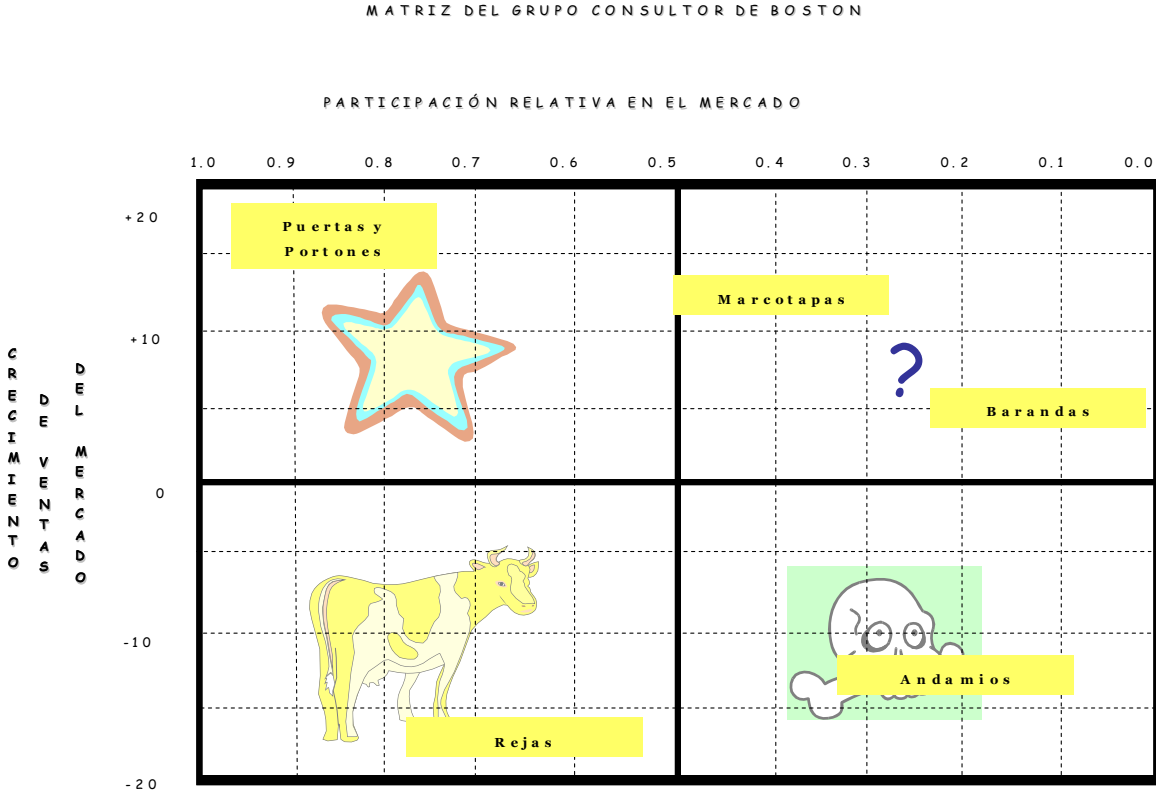 MATRIZ DEL GRUPO CONSULTOR DE BOSTON
PARTICIPACIÓN RELATIVA EN EL MERCADO
1.0 0.9 0.8 0.7 0.6 0.5 0.4 0.3 0.2 0.1 0.0
+20
Puertas y
Portones
Marcotapas
+10
?
Barandas
CRECIMIENTO
DE VENTAS
DEL MERCADO
0
-10
Andamios
Rejas
-20